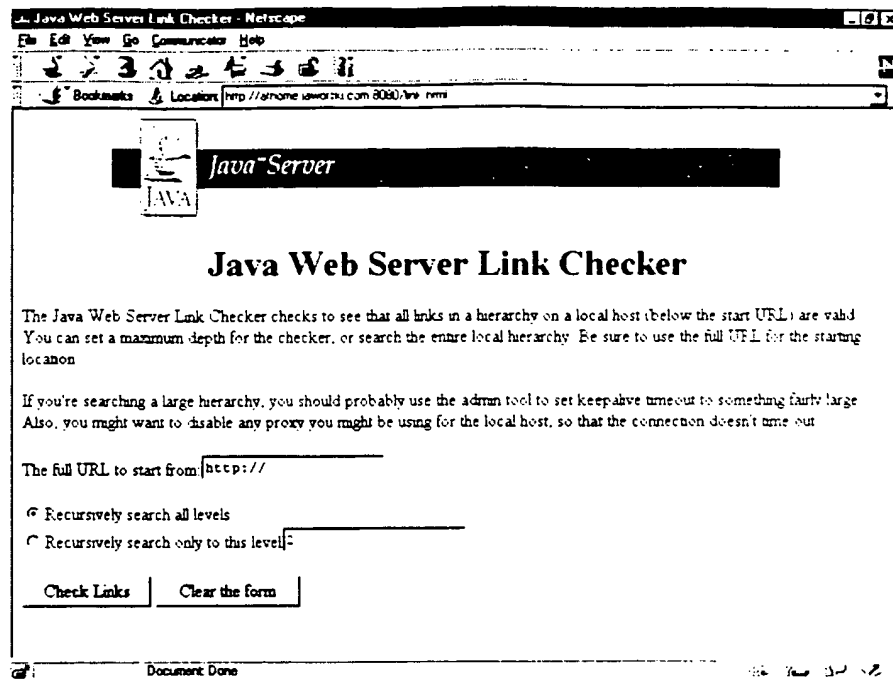 Java Web Server Link Checker - Netscape
File Edit View Go Communicator Help
Bookmarks Location: http://
Java™ Server
JAVA
Java Web Server Link Checker
The Java Web Server Link Checker checks to see that all links in a hierarchy on a local host (below the start URL) are valid
You can set a maximum depth for the checker, or search the entire local hierarchy. Be sure to use the full URL for the starting
location
If you're searching a large hierarchy, you should probably use the admin tool to set keepalive timeout to something fairly large
Also, you might want to disable any proxy you might be using for the local host, so that the connection doesn't time out
The full URL to start from: http://
Recursively search all levels
Recursively search only to this level
Check Links Clear the form
Document: Done